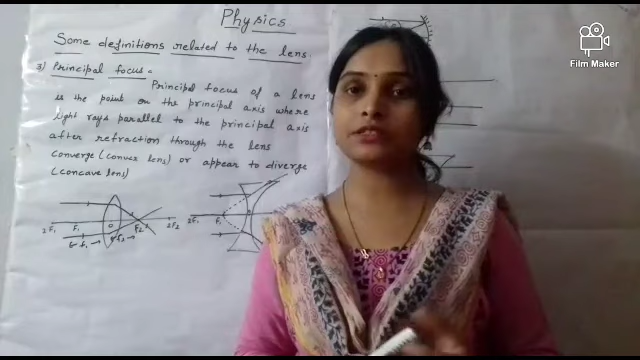 Physics
Some definitions related to the lens
3) Principal focus =
Principal focus of a lens
is the point on the principal axis where
light rays parallel to the principal axis
after refraction through the lens
converge (convex lens) or appear to diverge
(concave lens)
2F₁ F₁ O F₂ 2F₂
2F₁ F₁
Film Maker